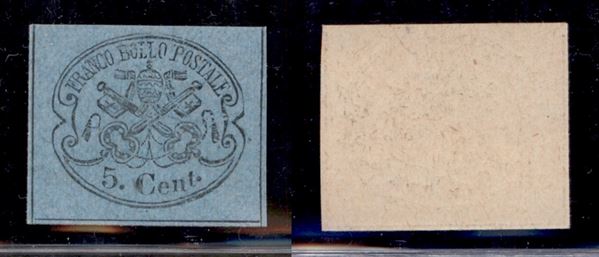 FRANCO BOLLO POSTALE
5. Cent.